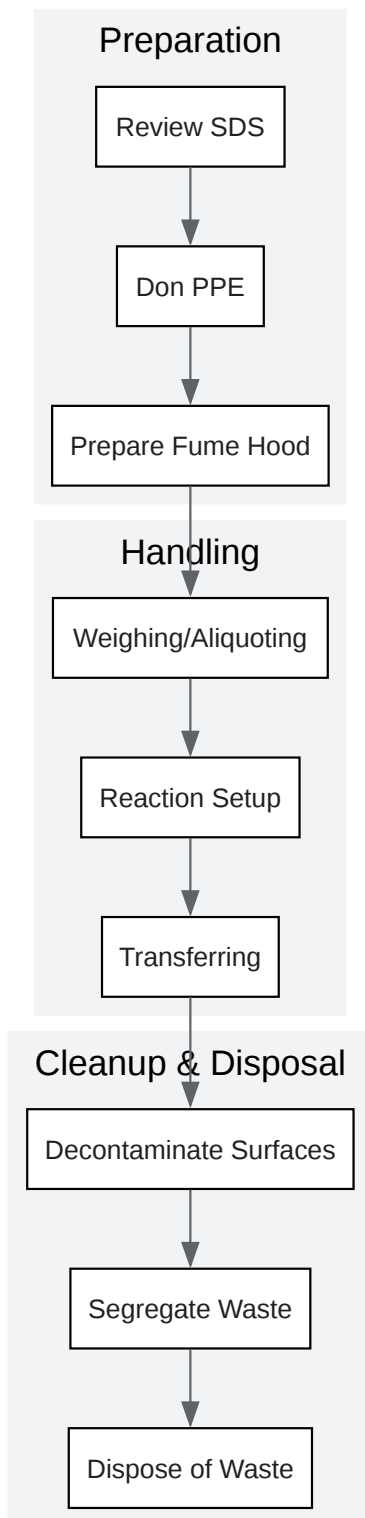 Preparation
Review SDS
Don PPE
Prepare Fume Hood
Handling
Weighing/Aliquoting
Reaction Setup
Transferring
Cleanup & Disposal
Decontaminate Surfaces
Segregate Waste
Dispose of Waste